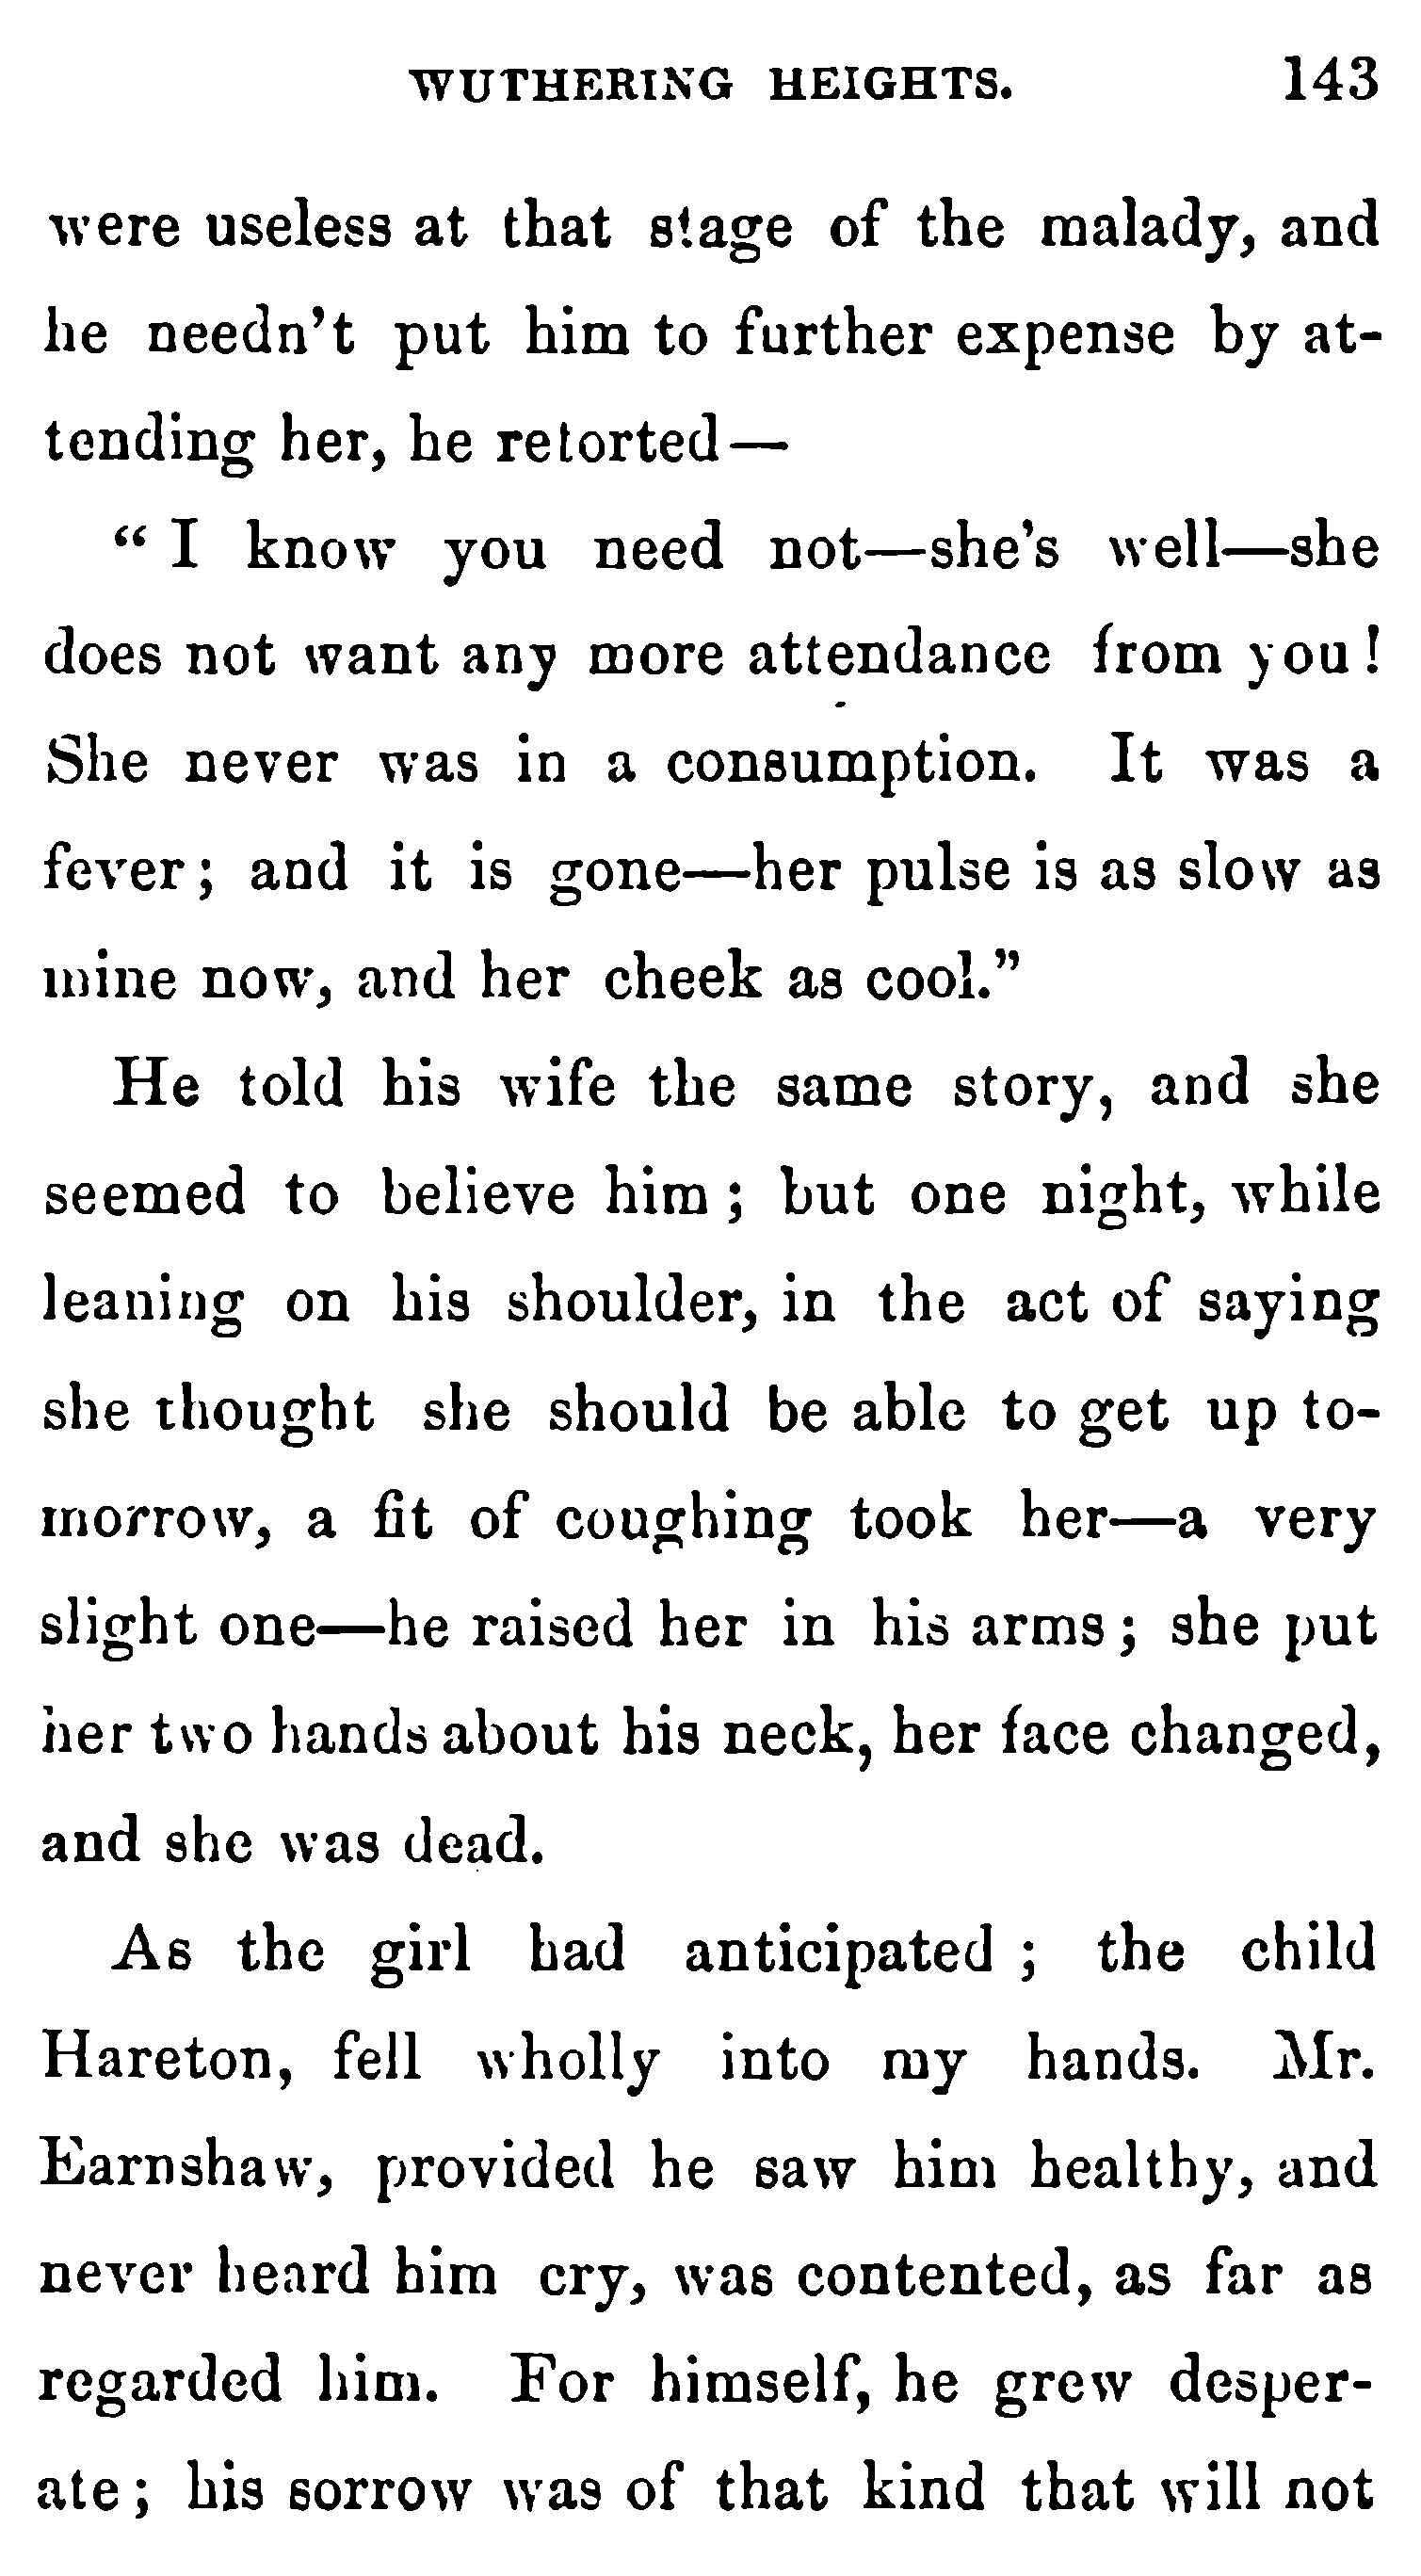 WUTHERING HEIGHTS. 143
were useless at that stage of the malady, and
he needn't put him to further expense by at-
tending her, he retorted—
“ I know you need not—she's well—she
does not want any more attendance from you!
She never was in a consumption. It was a
fever; and it is gone—her pulse is as slow as
mine now, and her cheek as cool.”
He told his wife the same story, and she
seemed to believe him; but one night, while
leaning on his shoulder, in the act of saying
she thought she should be able to get up to-
morrow, a fit of coughing took her—a very
slight one—he raised her in his arms; she put
her two hands about his neck, her face changed,
and she was dead.
As the girl had anticipated; the child
Hareton, fell wholly into my hands. Mr.
Earnshaw, provided he saw him healthy, and
never heard him cry, was contented, as far as
regarded him. For himself, he grew desper-
ate; his sorrow was of that kind that will not